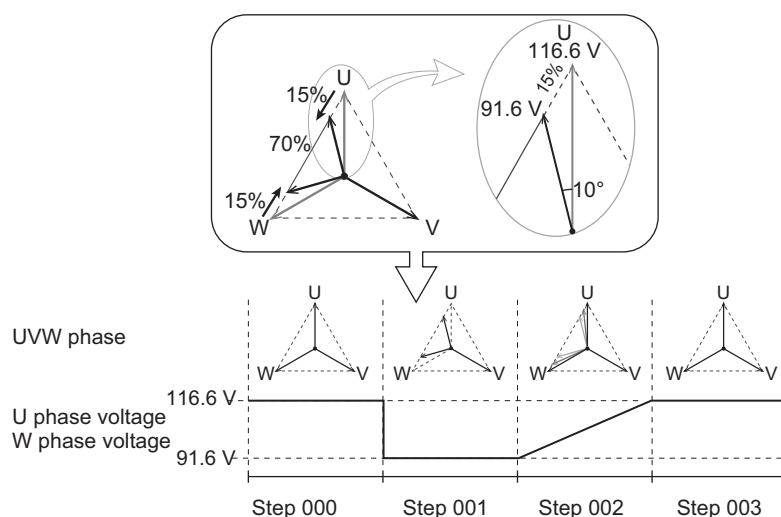 U
116.6 V
15%
91.6 V
10°
U
15%
70%
15%
W
V
UVW phase
U
W
V
U
W
V
U
W
V
U
W
V
116.6 V
U phase voltage
W phase voltage
91.6 V
Step 000
Step 001
Step 002
Step 003